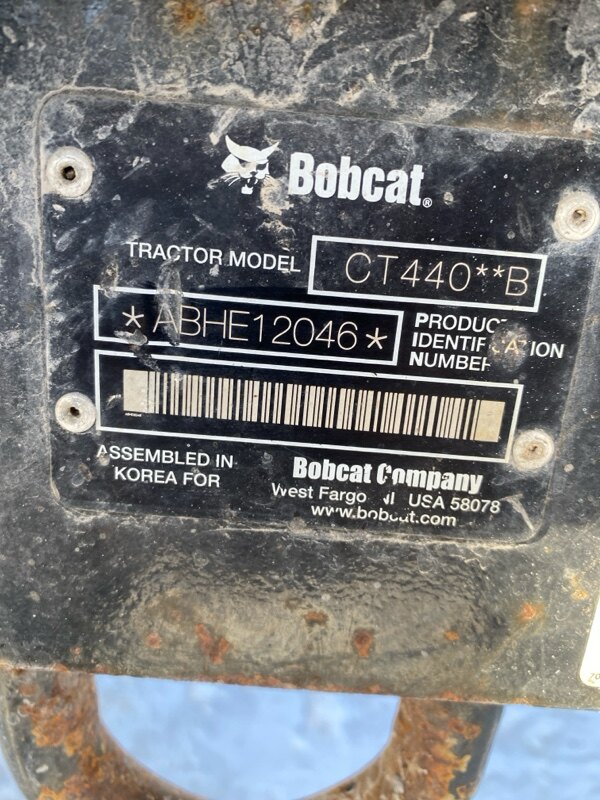 Bobcat®
TRACTOR MODEL CT440**B
*ABHE12046*
PRODUCT
IDENTIFICATION
NUMBER
ASSEMBLED IN
KOREA FOR
Bobcat Company
West Fargo USA 58078
www.bobcat.com